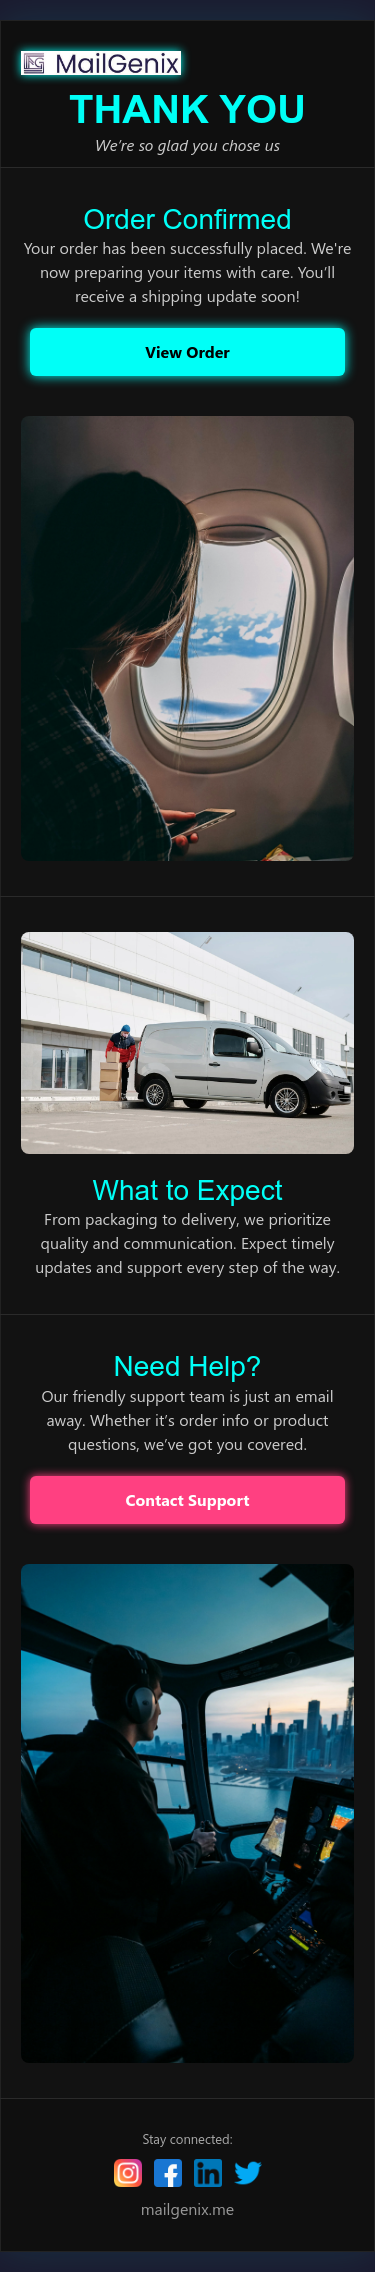 MailGenix
THANK YOU
We’re so glad you chose us
Order Confirmed
Your order has been successfully placed. We're
now preparing your items with care. You’ll
receive a shipping update soon!
View Order
What to Expect
From packaging to delivery, we prioritize
quality and communication. Expect timely
updates and support every step of the way.
Need Help?
Our friendly support team is just an email
away. Whether it’s order info or product
questions, we’ve got you covered.
Contact Support
Stay connected:
mailgenix.me